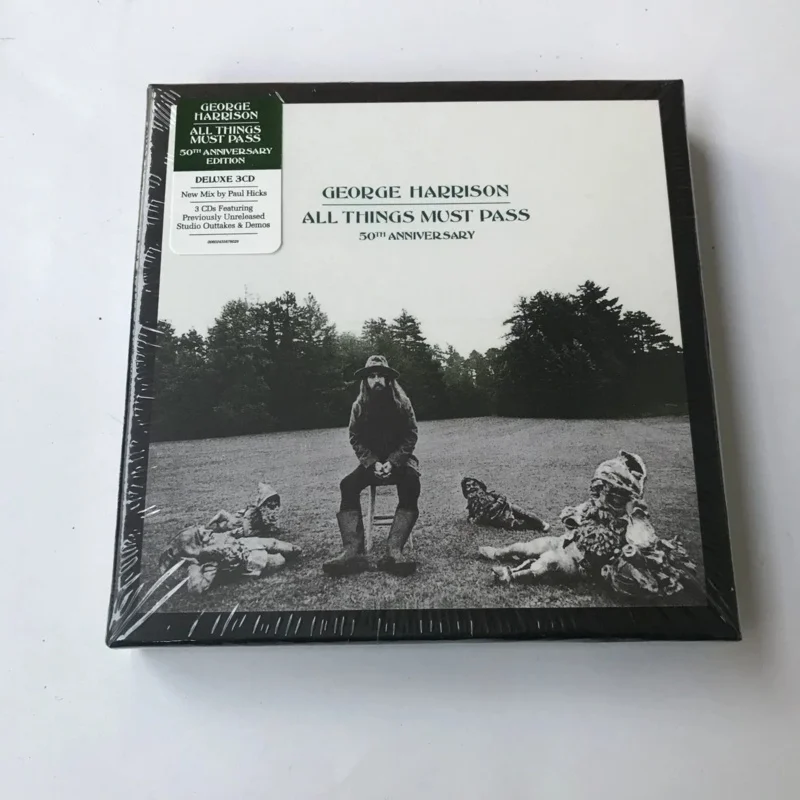 GEORGE
HARRISON
ALL THINGS
MUST PASS
50TH ANNIVERSARY
EDITION
DELUXE 3CD
New Mix by Paul Hicks
3 CDs Featuring
Previously Unreleased
Studio Outtakes & Demos
GEORGE HARRISON
ALL THINGS MUST PASS
50TH ANNIVERSARY